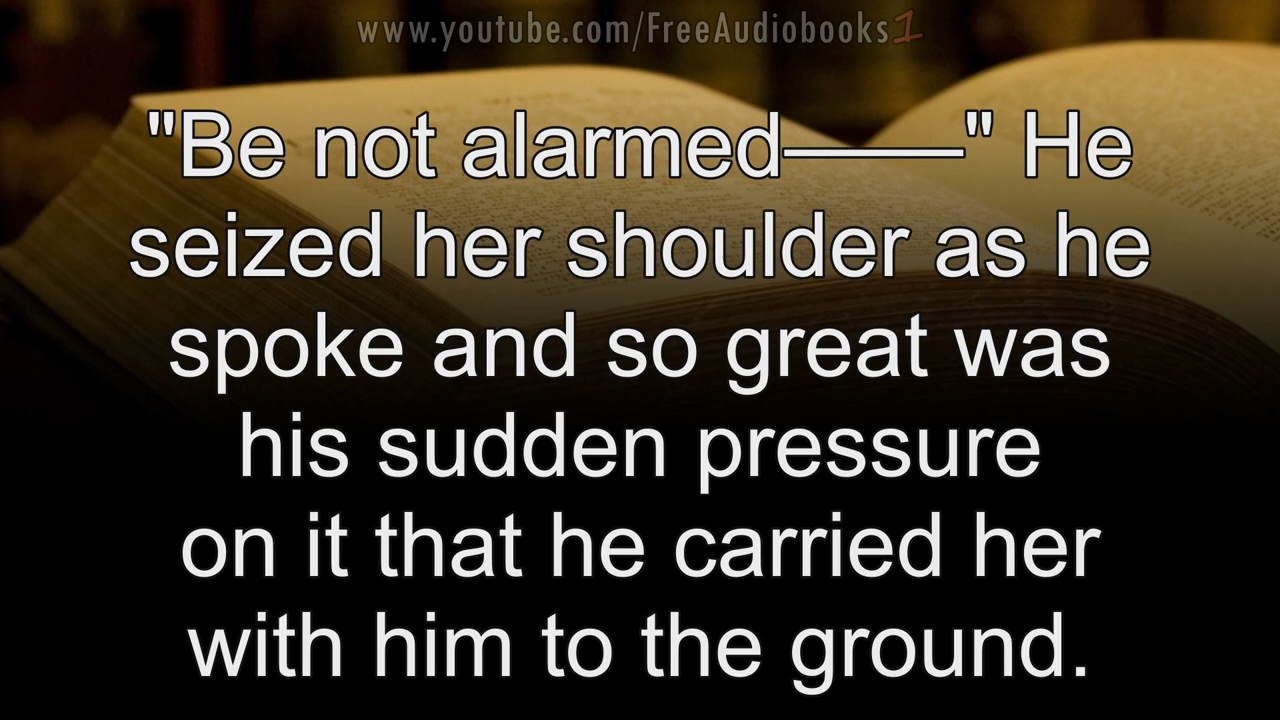 www.youtube.com/FreeAudiobooks1
"Be not alarmed——" He
seized her shoulder as he
spoke and so great was
his sudden pressure
on it that he carried her
with him to the ground.